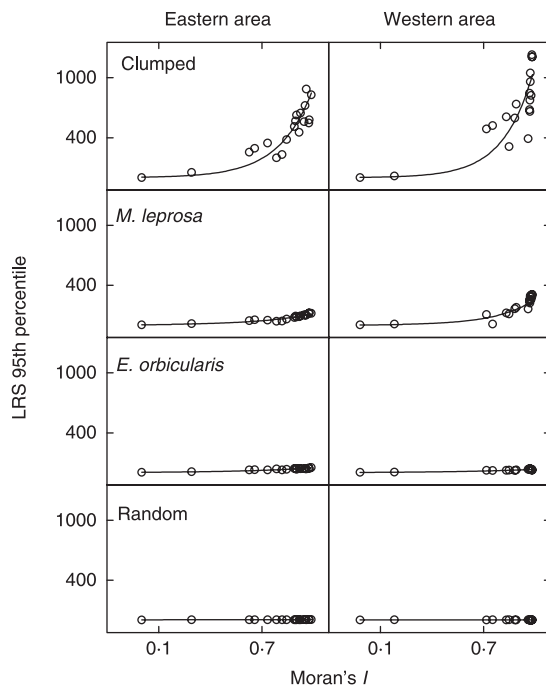 Eastern area Western area
Clumped
1000
400
M. leprosa
1000
400
E. orbicularis
1000
400
Random
1000
400
LRS 95th percentile
0·1 0·7 0·1 0·7
Moran's I